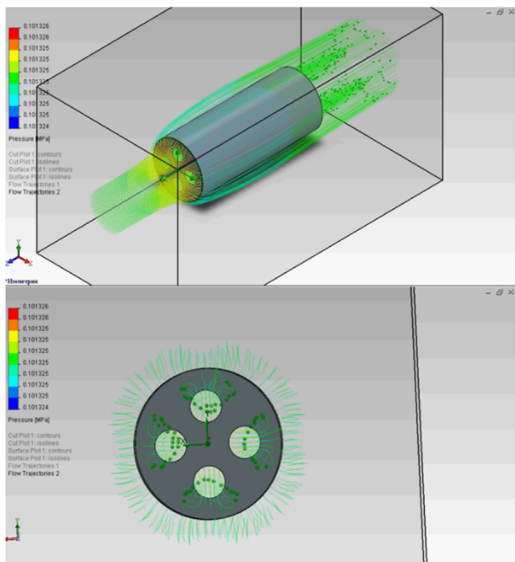 0.101326
0.101326
0.101325
0.101325
0.101325
0.101325
0.101325
0.101325
0.101324
Pressure [MPa]
Cut Plot 1: contours
Cut Plot 1: isolines
Surface Plot 1: contours
Surface Plot 1: isolines
Flow Trajectories 1
Flow Trajectories 2
Y
Z
X
*Изометрия
0.101326
0.101326
0.101325
0.101325
0.101325
0.101325
0.101325
0.101325
0.101324
Pressure [MPa]
Cut Plot 1: contours
Cut Plot 1: isolines
Surface Plot 1: contours
Surface Plot 1: isolines
Flow Trajectories 1
Flow Trajectories 2
Y